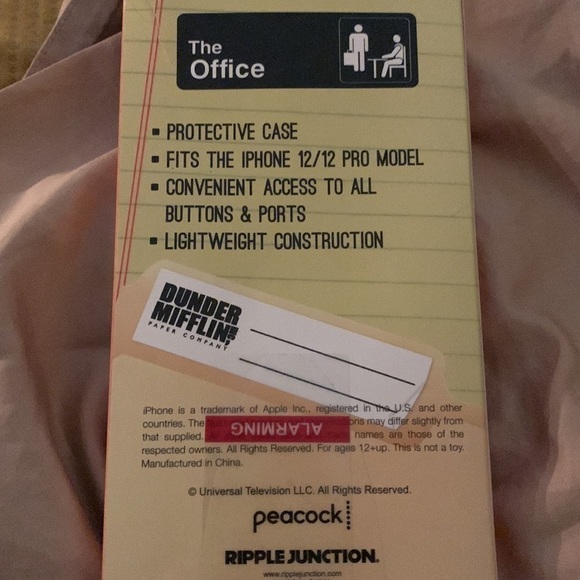 The
Office
▪ PROTECTIVE CASE
▪ FITS THE IPHONE 12/12 PRO MODEL
▪ CONVENIENT ACCESS TO ALL
BUTTONS & PORTS
▪ LIGHTWEIGHT CONSTRUCTION
DUNDER
MIFFLIN
PAPER COMPANY
iPhone is a trademark of Apple Inc., registered in the U.S. and other
countries. The may differ slightly from
that supplied. names are those of the
ALARMING
respected owners. All Rights Reserved. For ages 12+up. This is not a toy.
Manufactured in China.
© Universal Television LLC. All Rights Reserved.
peacock
RIPPLE JUNCTION.
www.ripplejunction.com